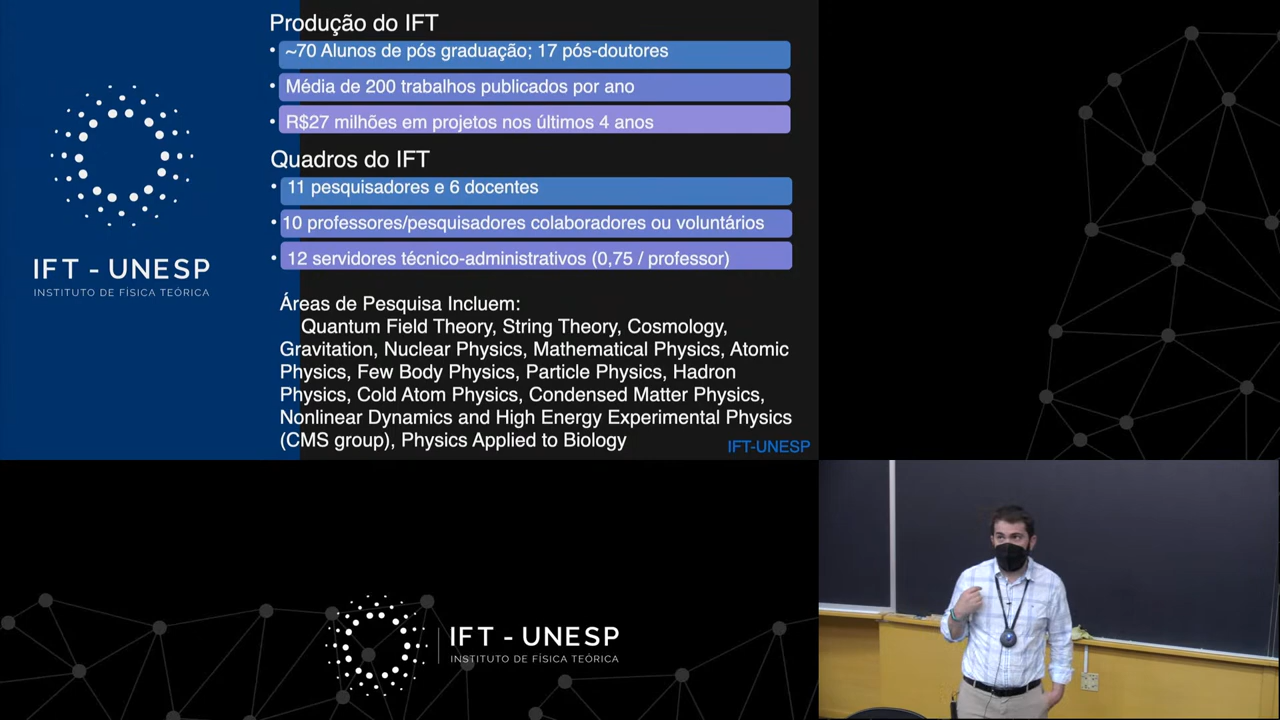 Produção do IFT
• ~70 Alunos de pós graduação; 17 pós-doutores
• Média de 200 trabalhos publicados por ano
• R$27 milhões em projetos nos últimos 4 anos
Quadros do IFT
• 11 pesquisadores e 6 docentes
• 10 professores/pesquisadores colaboradores ou voluntários
• 12 servidores técnico-administrativos (0,75 / professor)
IFT - UNESP
INSTITUTO DE FÍSICA TEÓRICA
Áreas de Pesquisa Incluem:
Quantum Field Theory, String Theory, Cosmology,
Gravitation, Nuclear Physics, Mathematical Physics, Atomic
Physics, Few Body Physics, Particle Physics, Hadron
Physics, Cold Atom Physics, Condensed Matter Physics,
Nonlinear Dynamics and High Energy Experimental Physics
(CMS group), Physics Applied to Biology
IFT-UNESP
IFT - UNESP
INSTITUTO DE FÍSICA TEÓRICA